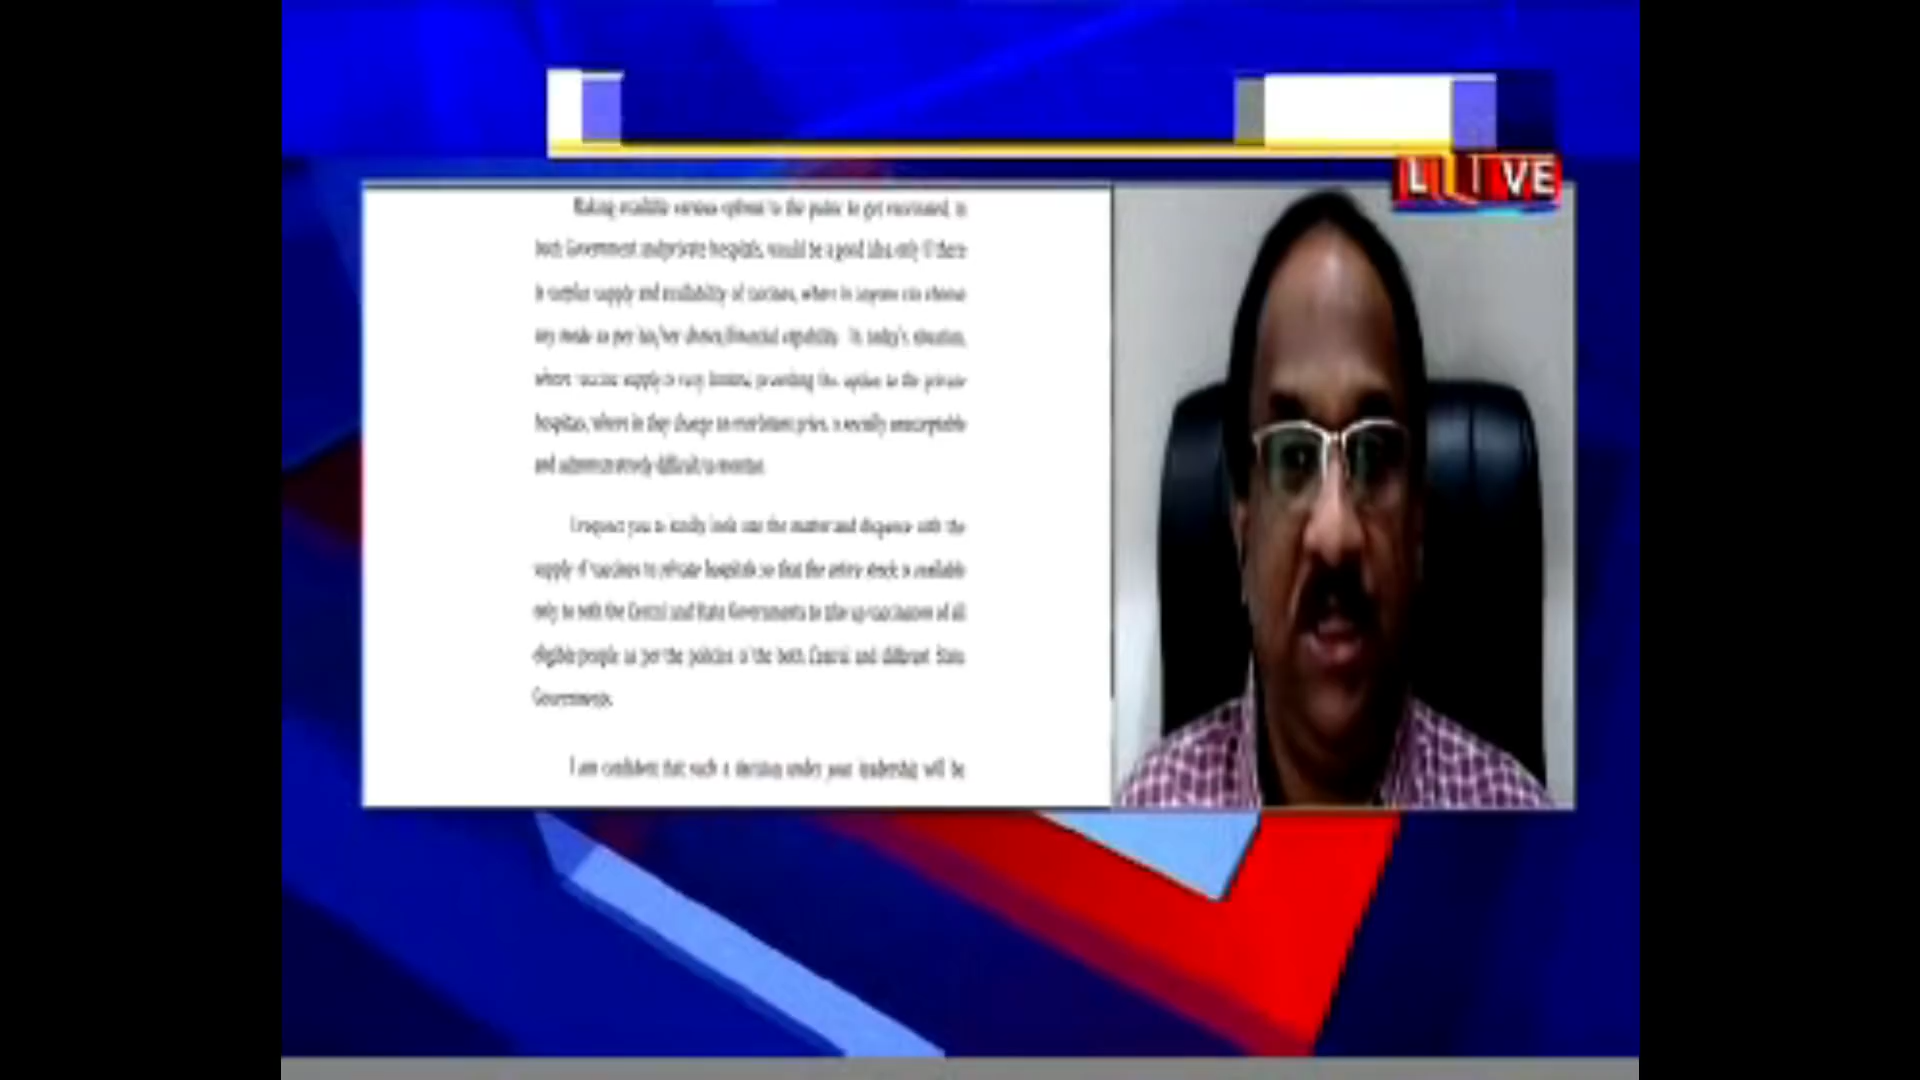 LIVE
Making available various options to the public to get vaccinated, in
both Government and private hospitals, would be a good idea only if there
is surplus supply and availability of vaccines, where in anyone can choose
any mode as per his/her choice/financial capability. In today's situation,
where vaccine supply is very limited, providing this option to the private
hospitals, where in they charge an exorbitant price, is socially unacceptable
and administratively difficult to monitor.
I request you to kindly look into the matter and dispense with the
supply of vaccines to private hospitals so that the entire stock is available
only to both the Central and State Governments to take up vaccination of all
eligible people as per the policies of the both Central and different State
Governments.
I am confident that such a decision under your leadership will be